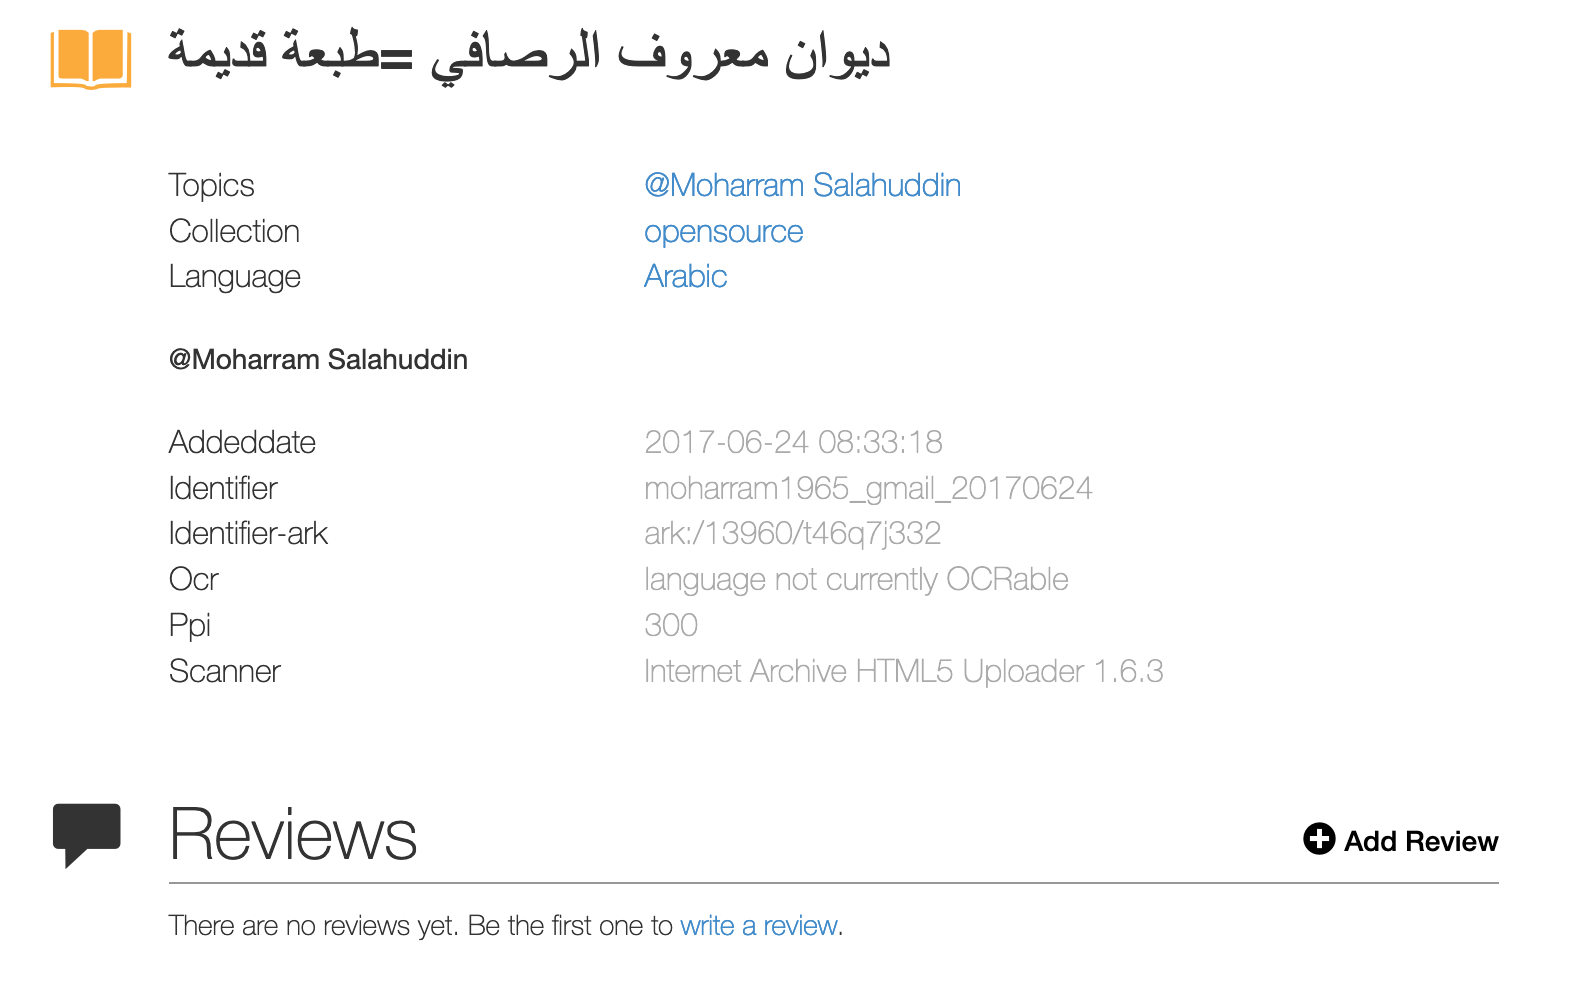 ديوان معروف الرصافي =طبعة قديمة
Topics @Moharram Salahuddin
Collection opensource
Language Arabic
@Moharram Salahuddin
Addeddate 2017-06-24 08:33:18
Identifier moharram1965_gmail_20170624
Identifier-ark ark:/13960/t46q7j332
Ocr language not currently OCRable
Ppi 300
Scanner Internet Archive HTML5 Uploader 1.6.3
Reviews
Add Review
There are no reviews yet. Be the first one to write a review.